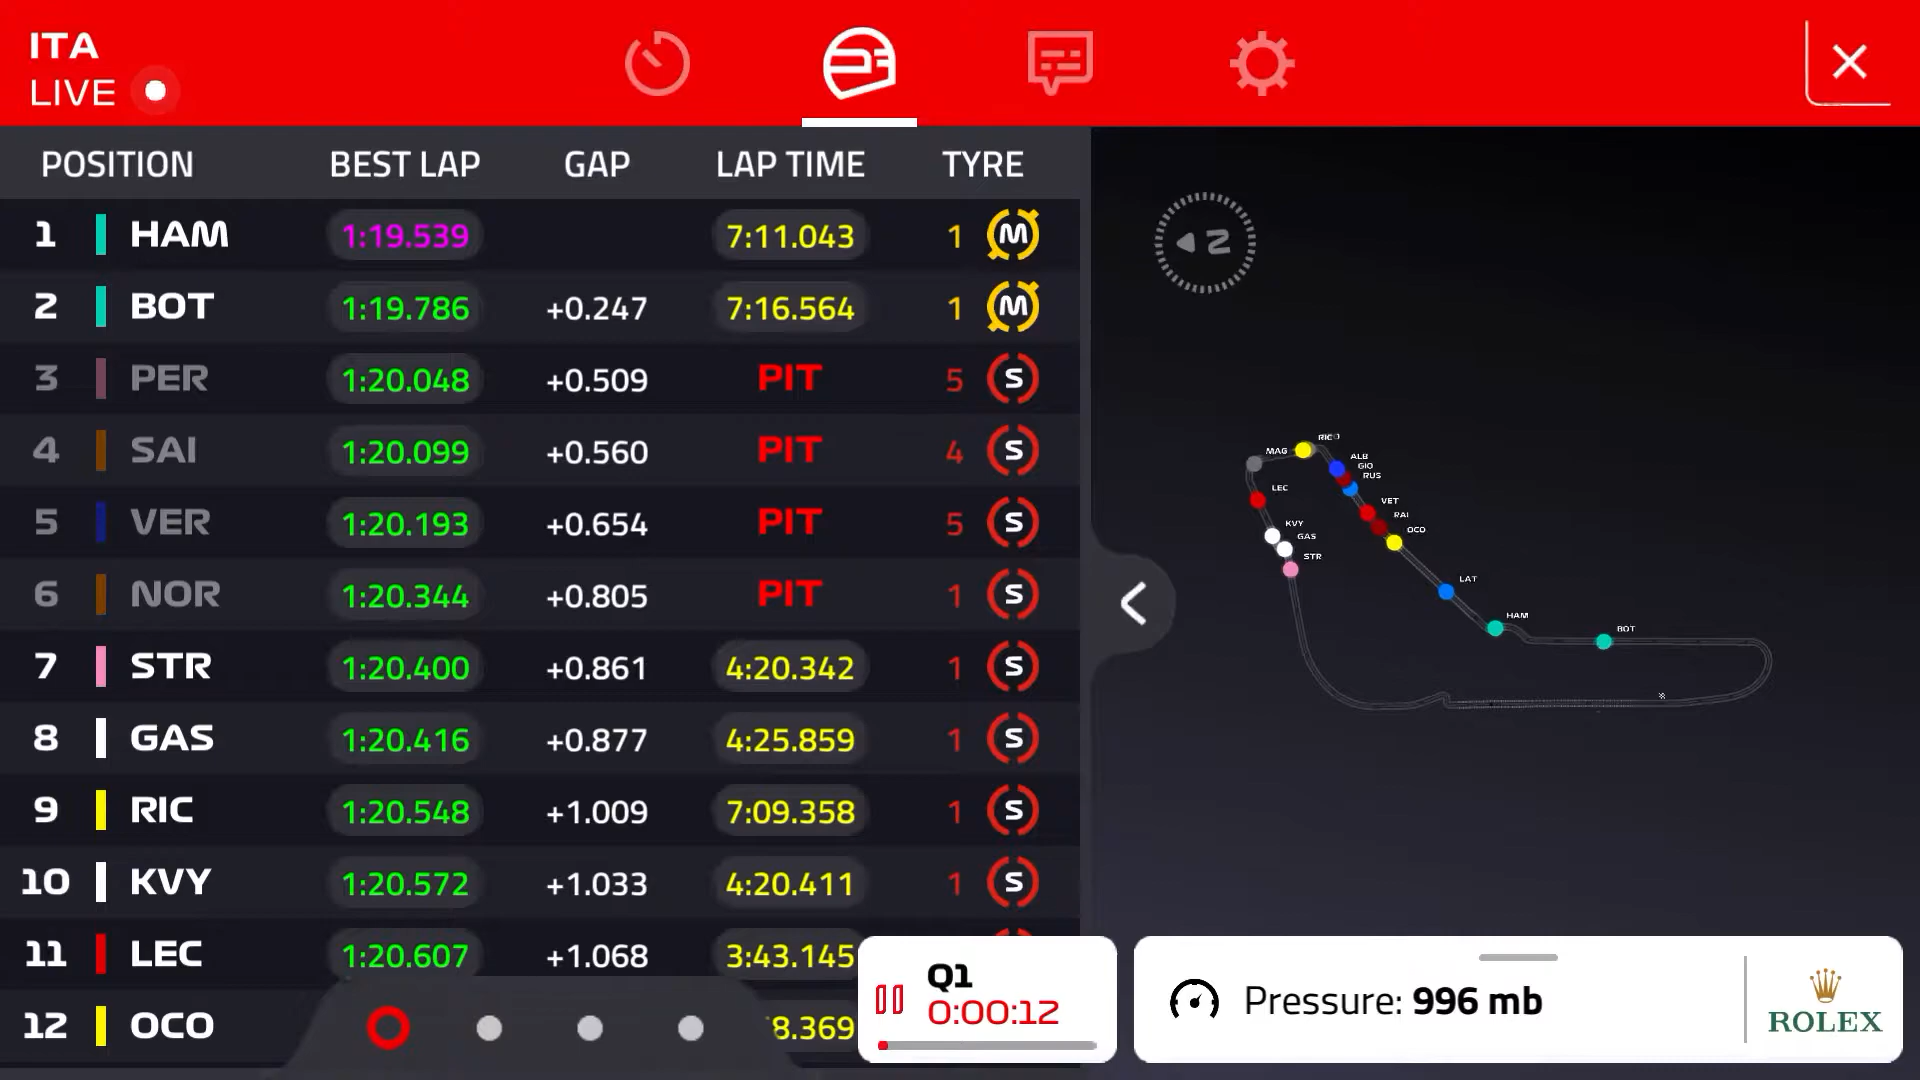 ITA
LIVE
POSITION BEST LAP GAP LAP TIME TYRE
1 HAM 1:19.539 7:11.043 1 M
2 BOT 1:19.786 +0.247 7:16.564 1 M
3 PER 1:20.048 +0.509 PIT 5 S
4 SAI 1:20.099 +0.560 PIT 4 S
5 VER 1:20.193 +0.654 PIT 5 S
6 NOR 1:20.344 +0.805 PIT 1 S
7 STR 1:20.400 +0.861 4:20.342 1 S
8 GAS 1:20.416 +0.877 4:25.859 1 S
9 RIC 1:20.548 +1.009 7:09.358 1 S
10 KVY 1:20.572 +1.033 4:20.411 1 S
11 LEC 1:20.607 +1.068 3:43.145
12 OCO 8.369
N
RIC
MAG
ALB
GIO
RUS
LEC
VET
RAI
KVY
OCO
GAS
STR
LAT
HAM
BOT
Q1
0:00:12
Pressure: 996 mb
ROLEX